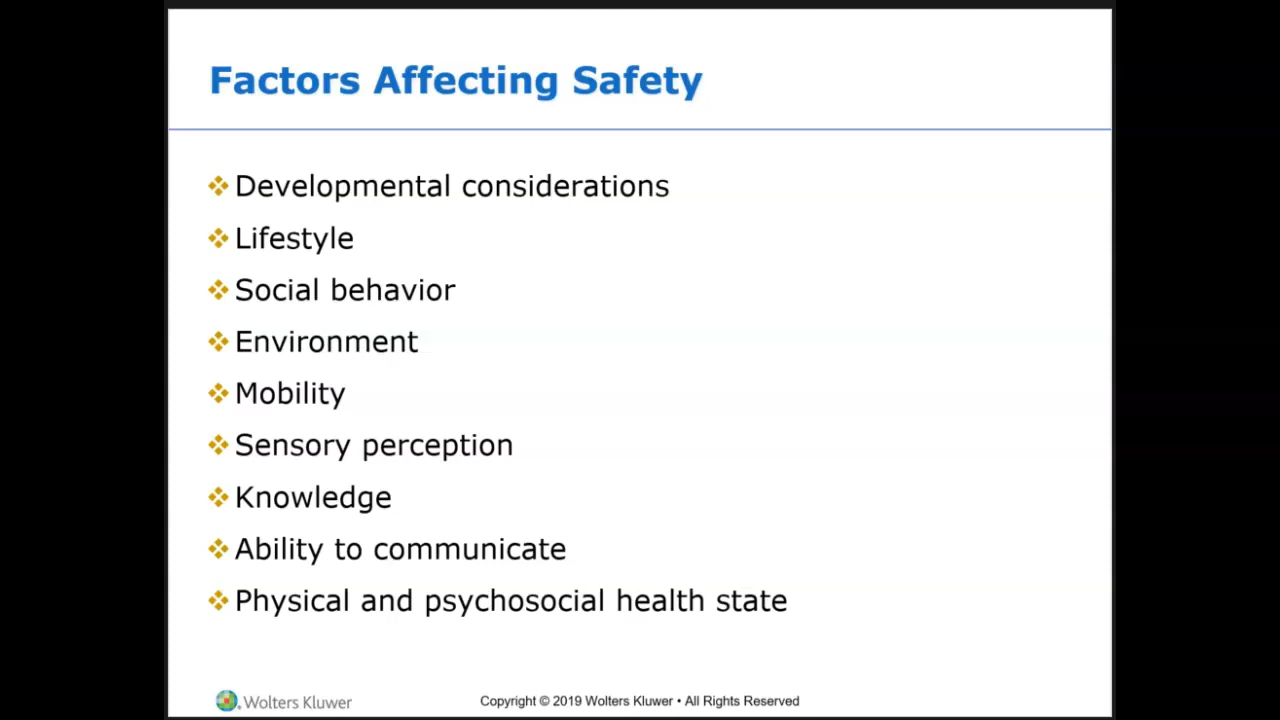 Factors Affecting Safety
Developmental considerations
Lifestyle
Social behavior
Environment
Mobility
Sensory perception
Knowledge
Ability to communicate
Physical and psychosocial health state
Wolters Kluwer
Copyright © 2019 Wolters Kluwer • All Rights Reserved